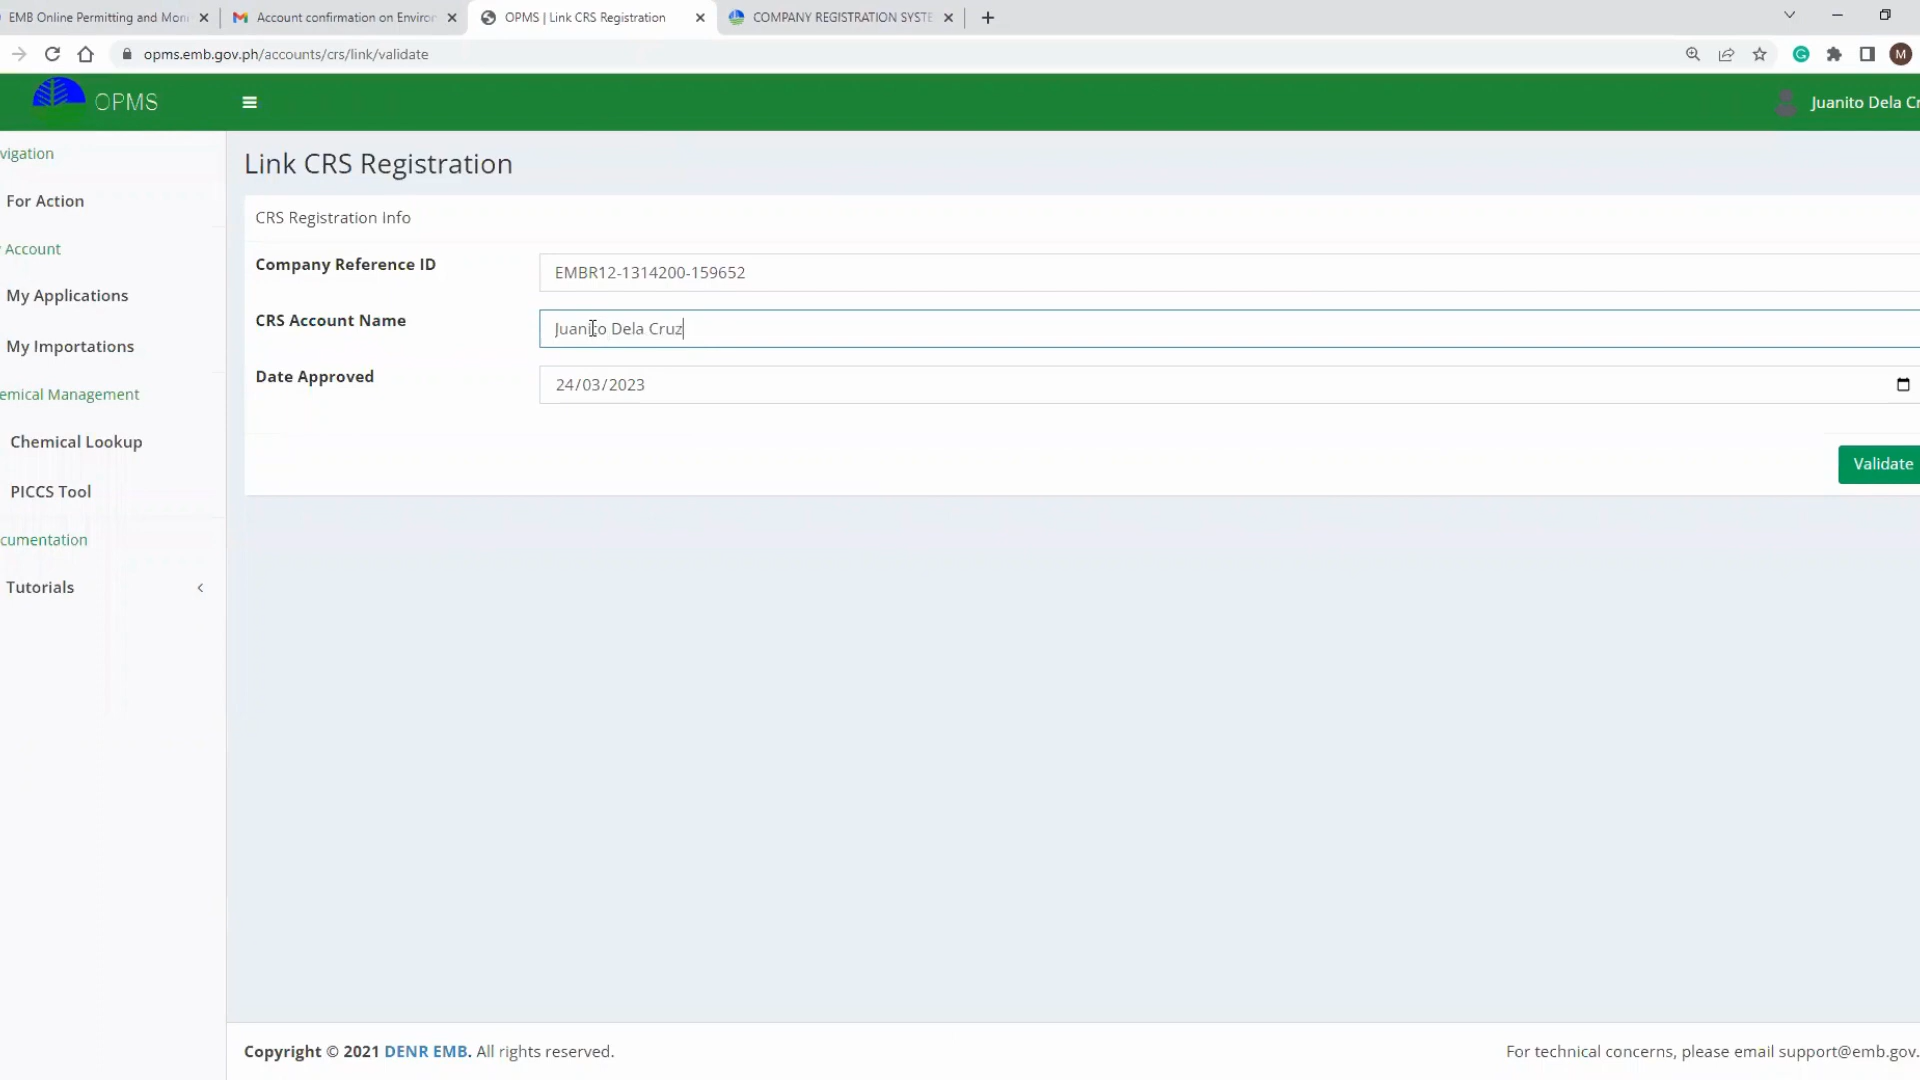 EMB Online Permitting and Moni
Account confirmation on Enviro
OPMS | Link CRS Registration
COMPANY REGISTRATION SYSTE
opms.emb.gov.ph/accounts/crs/link/validate
M
OPMS
Juanito Dela Cr
vigation
For Action
Account
My Applications
My Importations
emical Management
Chemical Lookup
PICCS Tool
cumentation
Tutorials
Link CRS Registration
CRS Registration Info
Company Reference ID
EMBR12-1314200-159652
CRS Account Name
Juanito Dela Cruz
Date Approved
24/03/2023
Validate
Copyright © 2021 DENR EMB. All rights reserved.
For technical concerns, please email support@emb.gov.